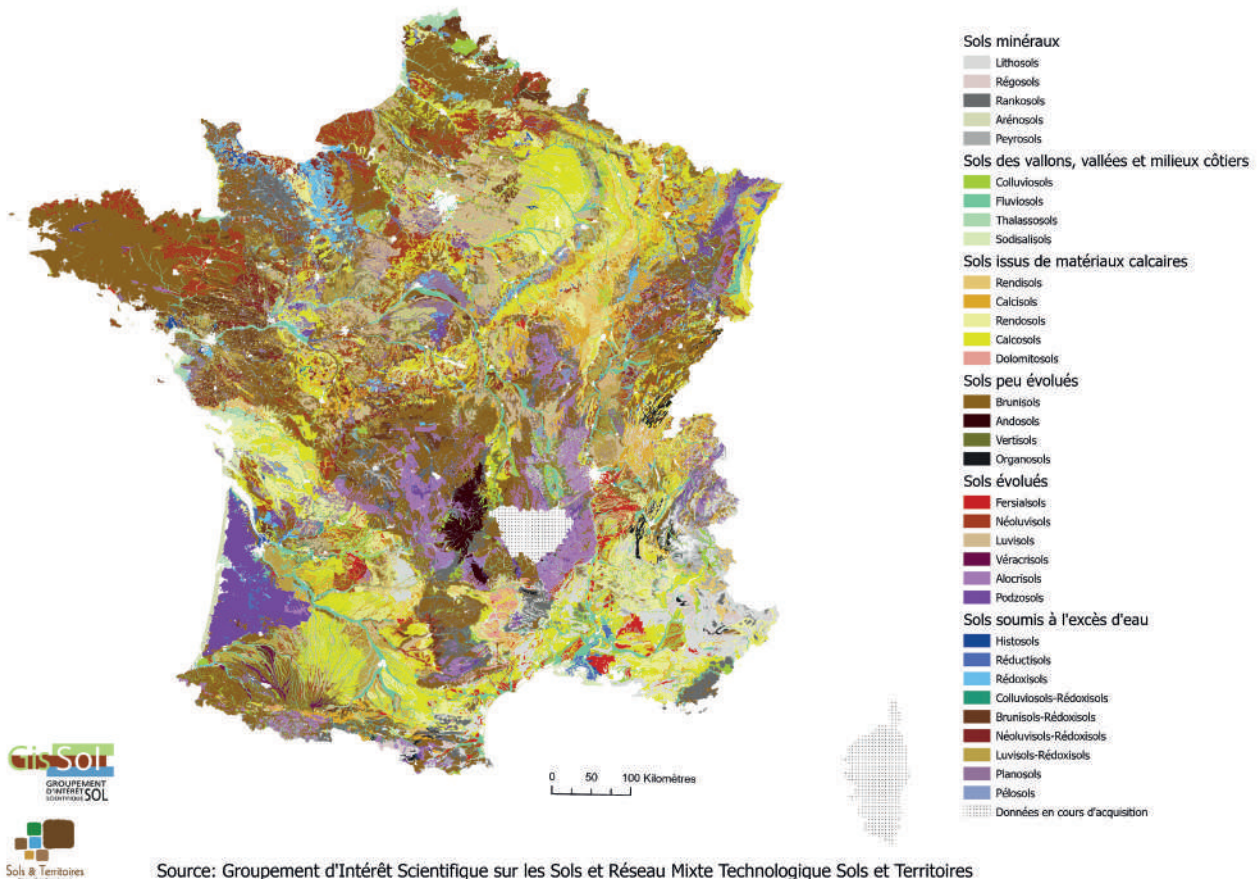 Sols minéraux
Lithosols
Régosols
Rankosols
Arénosols
Peyrosols
Sols des vallons, vallées et milieux côtiers
Colluviosols
Fluviosols
Thalassosols
Sodisalisols
Sols issus de matériaux calcaires
Rendisols
Calcisols
Rendosols
Calcosols
Dolomitosols
Sols peu évolués
Brunisols
Andosols
Vertisols
Organosols
Sols évolués
Fersialsols
Néoluvisols
Luvisols
Véracrisols
Alocrisols
Podzosols
Sols soumis à l'excès d'eau
Histosols
Réductisols
Rédoxisols
Colluviosols-Rédoxisols
Brunisols-Rédoxisols
Néoluvisols-Rédoxisols
Luvisols-Rédoxisols
Planosols
Pélosols
Données en cours d'acquisition
0 50 100 Kilomètres
Gis Sol
GROUPEMENT
D'INTÉRÊT
SCIENTIFIQUE SOL
Sols & Territoires
Source: Groupement d'Intérêt Scientifique sur les Sols et Réseau Mixte Technologique Sols et Territoires